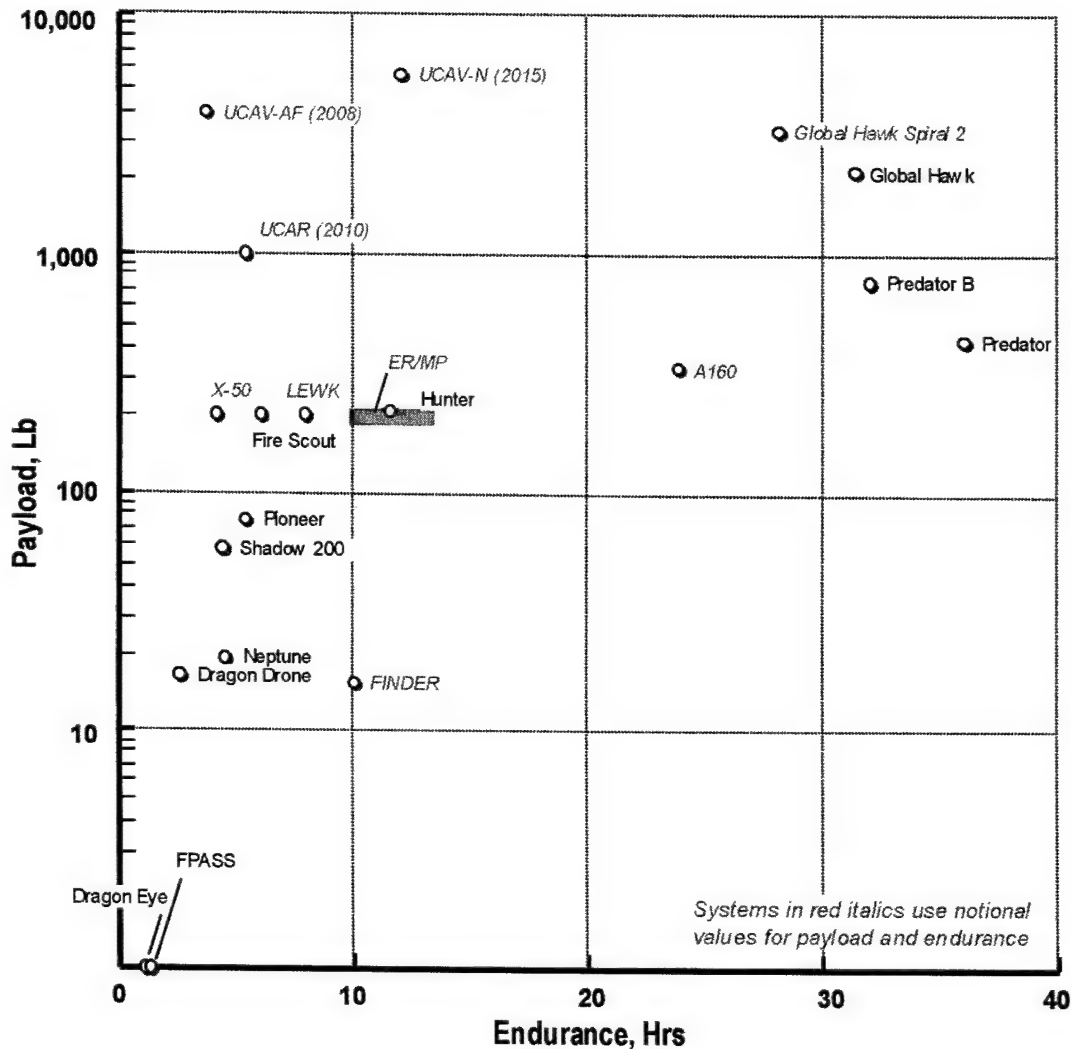 10,000
UCAV-N (2015)
UCAV-AF (2008)
Global Hawk Spiral 2
Global Hawk
UCAR (2010)
1,000
Predator B
Predator
ER/MP
A160
X-50
LEWK
Hunter
Fire Scout
Payload, Lb
100
Pioneer
Shadow 200
Neptune
Dragon Drone
FINDER
10
FPASS
Dragon Eye
Systems in red italics use notional
values for payload and endurance
0
10
20
30
40
Endurance, Hrs